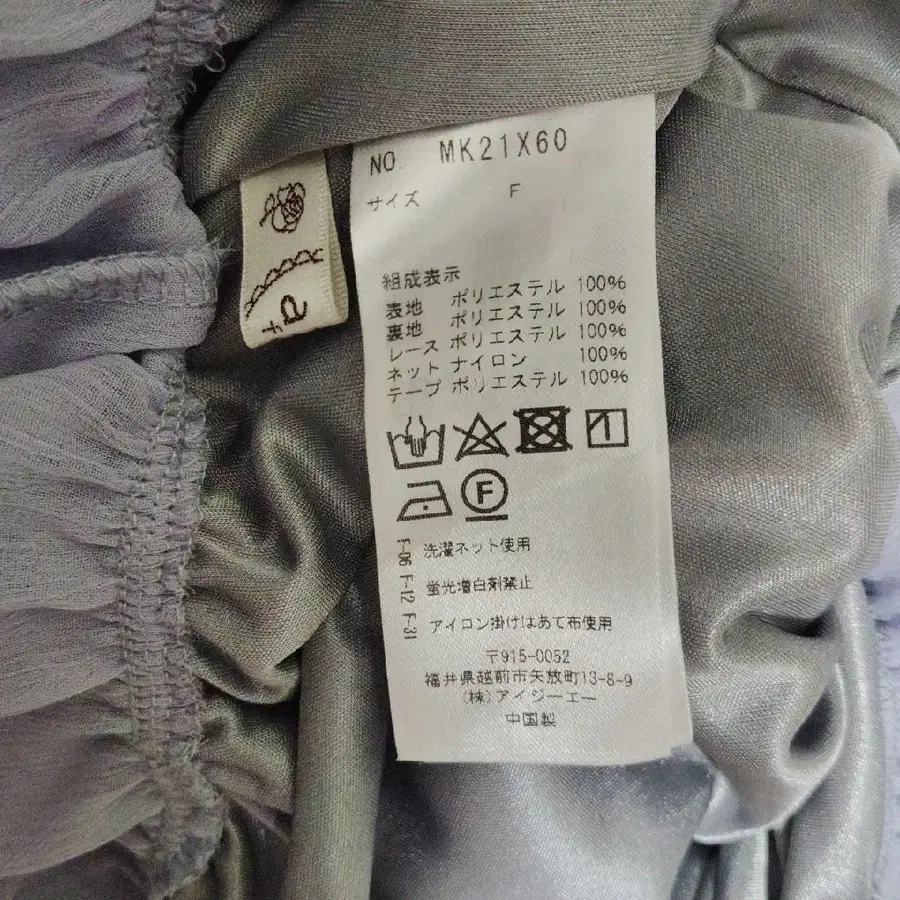 NO. MK21X60
サイズ F
組成表示
表地 ポリエステル 100%
裏地 ポリエステル 100%
レース ポリエステル 100%
ネット ナイロン 100%
テープ ポリエステル 100%
F
F-06 洗濯ネット使用
F-12 蛍光増白剤禁止
F-31 アイロン掛けはあて布使用
〒915-0052
福井県越前市矢放町13-8-9
(株)アイジーエー
中国製
af